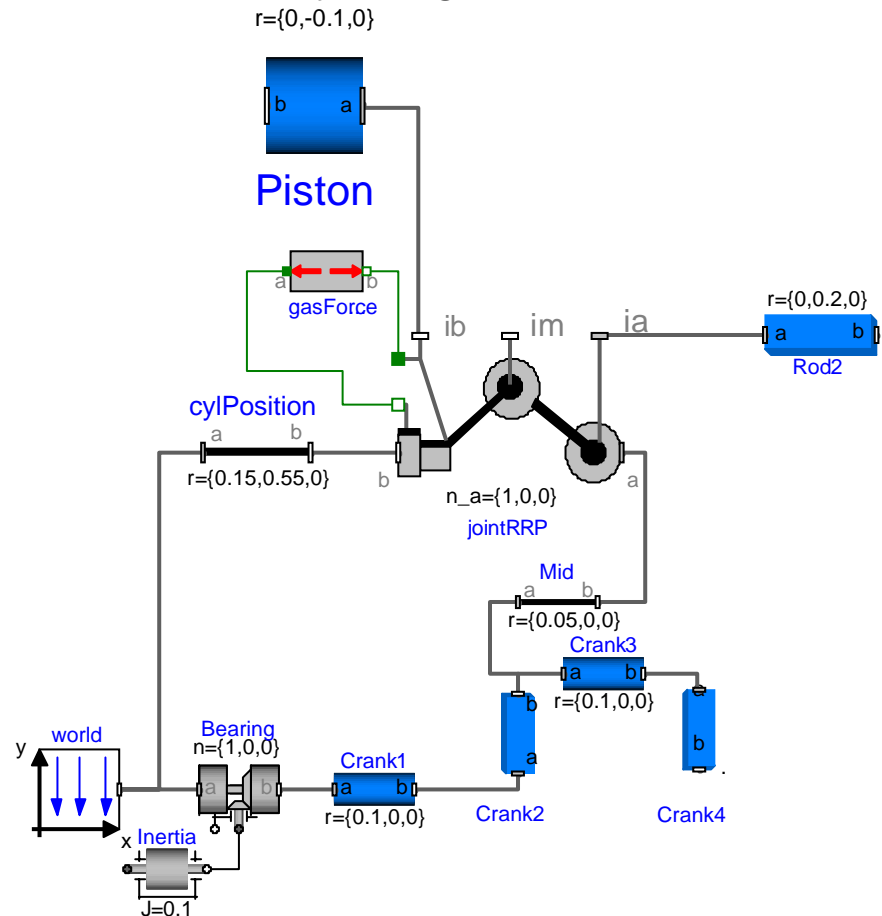 r={0,-0.1,0}
b a
Piston
a b
gasForce
ib im ia
r={0,0.2,0}
a b
Rod2
cylPosition
a b
r={0.15,0.55,0}
b
a
n_a={1,0,0}
jointRRP
Mid
a b
r={0.05,0,0}
Crank3
a b
r={0.1,0,0}
b
a
Crank2
a
b
Crank4
world
y
x
Bearing
n={1,0,0}
a b
Crank1
a b
r={0.1,0,0}
Inertia
J=0.1